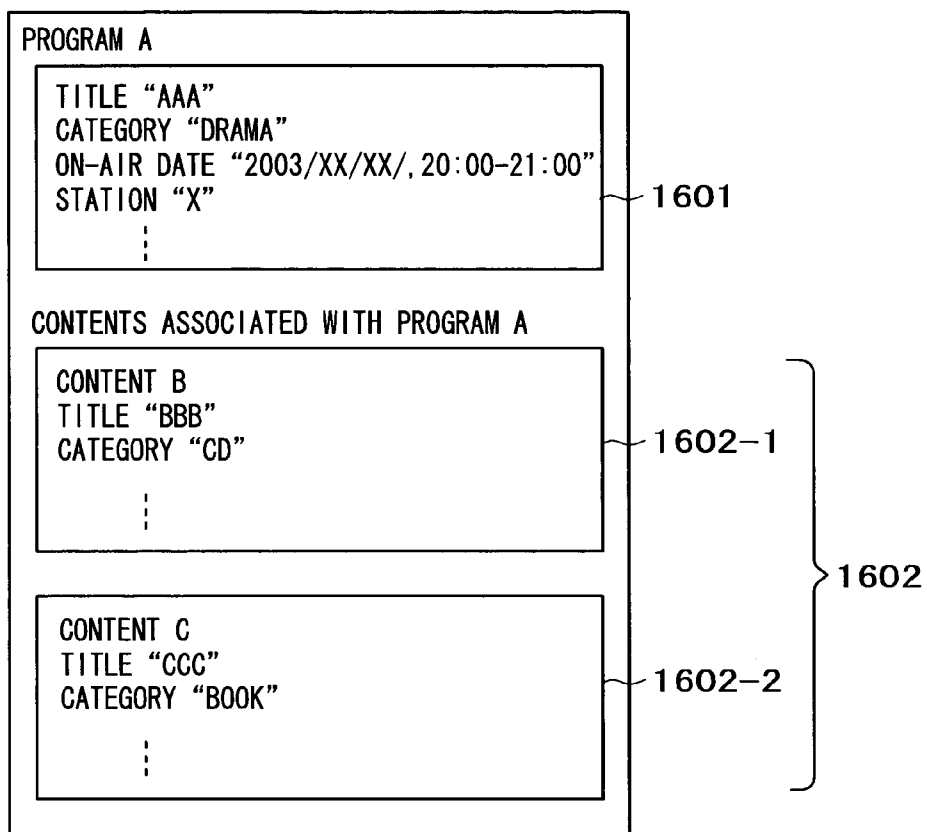 PROGRAM A
TITLE “AAA”
CATEGORY “DRAMA”
ON-AIR DATE “2003/XX/XX/, 20:00-21:00”
STATION “X”
1601
CONTENTS ASSOCIATED WITH PROGRAM A
CONTENT B
TITLE “BBB”
CATEGORY “CD”
1602-1
1602
CONTENT C
TITLE “CCC”
CATEGORY “BOOK”
1602-2